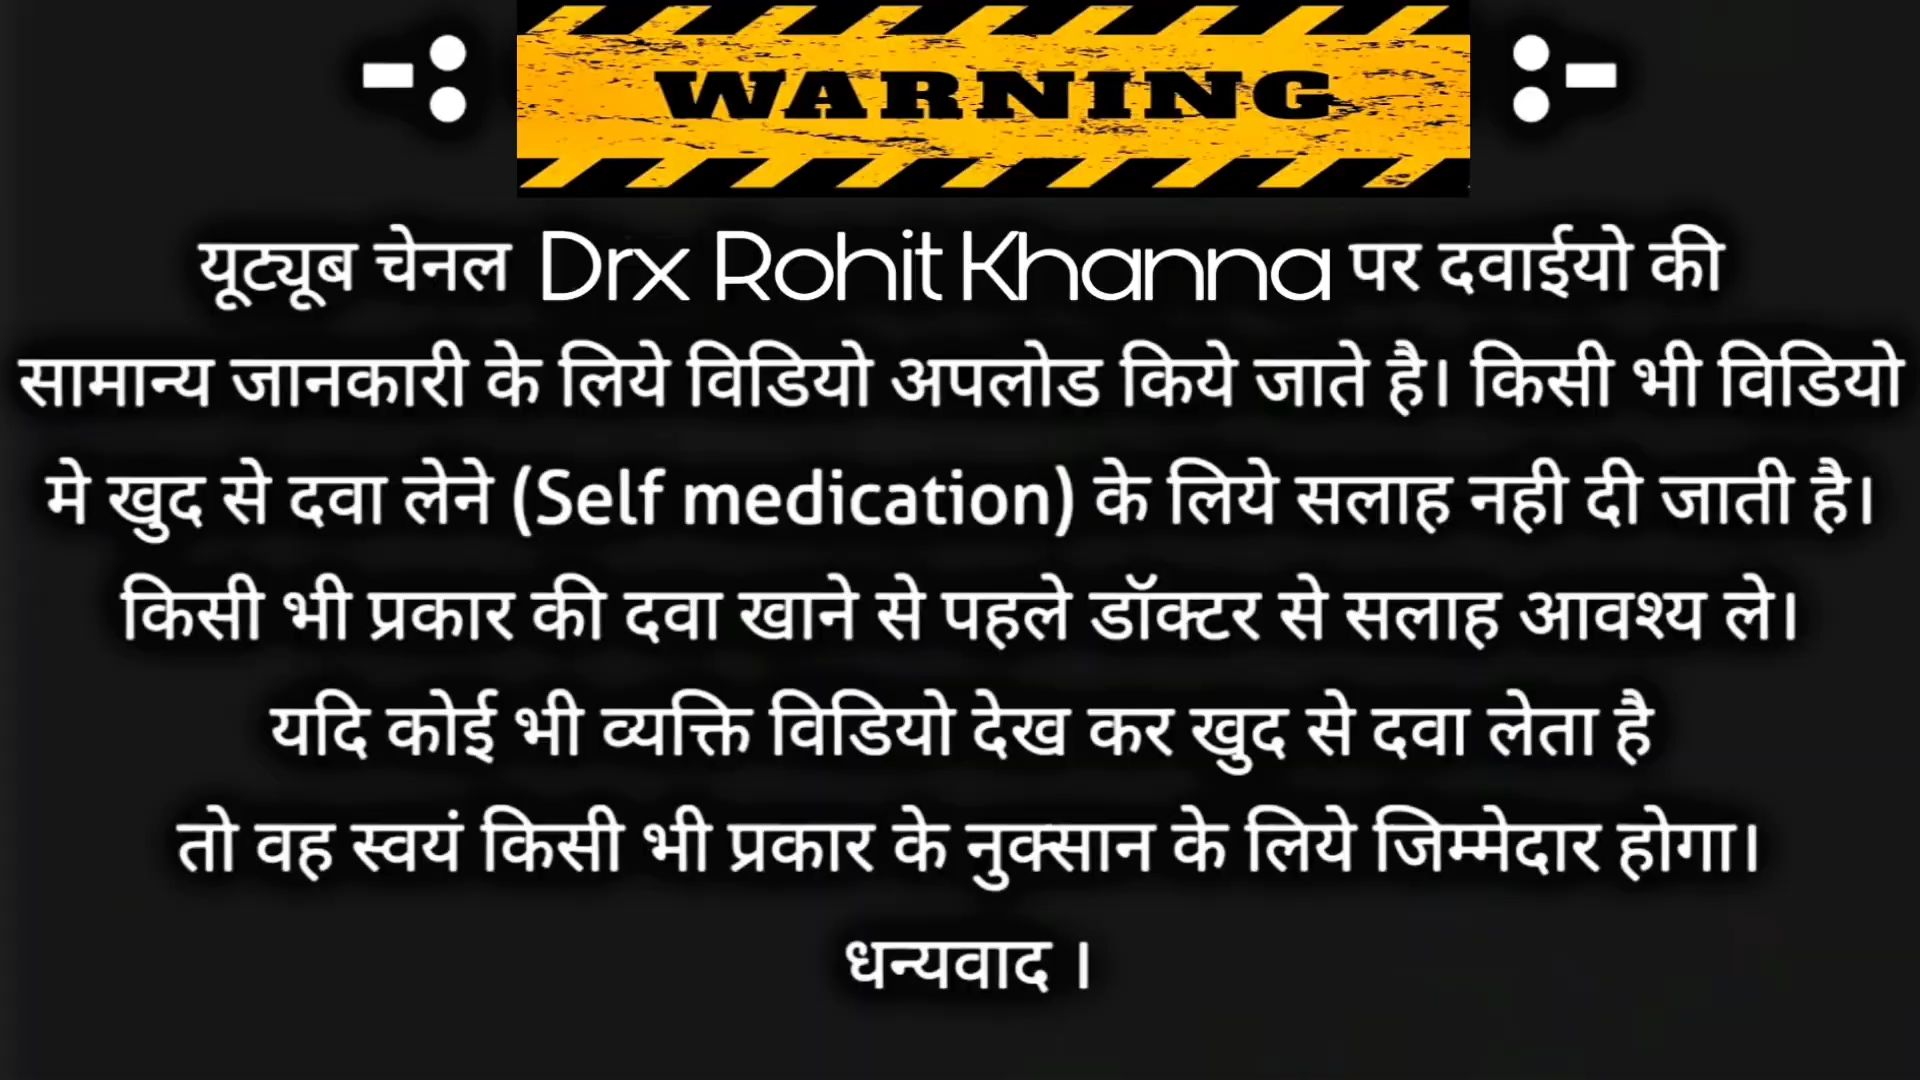 -: WARNING :-
यूट्यूब चेनल Drx Rohit Khanna पर दवाईयो की
सामान्य जानकारी के लिये विडियो अपलोड किये जाते है। किसी भी विडियो
मे खुद से दवा लेने (Self medication) के लिये सलाह नही दी जाती है।
किसी भी प्रकार की दवा खाने से पहले डॉक्टर से सलाह आवश्य ले।
यदि कोई भी व्यक्ति विडियो देख कर खुद से दवा लेता है
तो वह स्वयं किसी भी प्रकार के नुक्सान के लिये जिम्मेदार होगा।
धन्यवाद ।